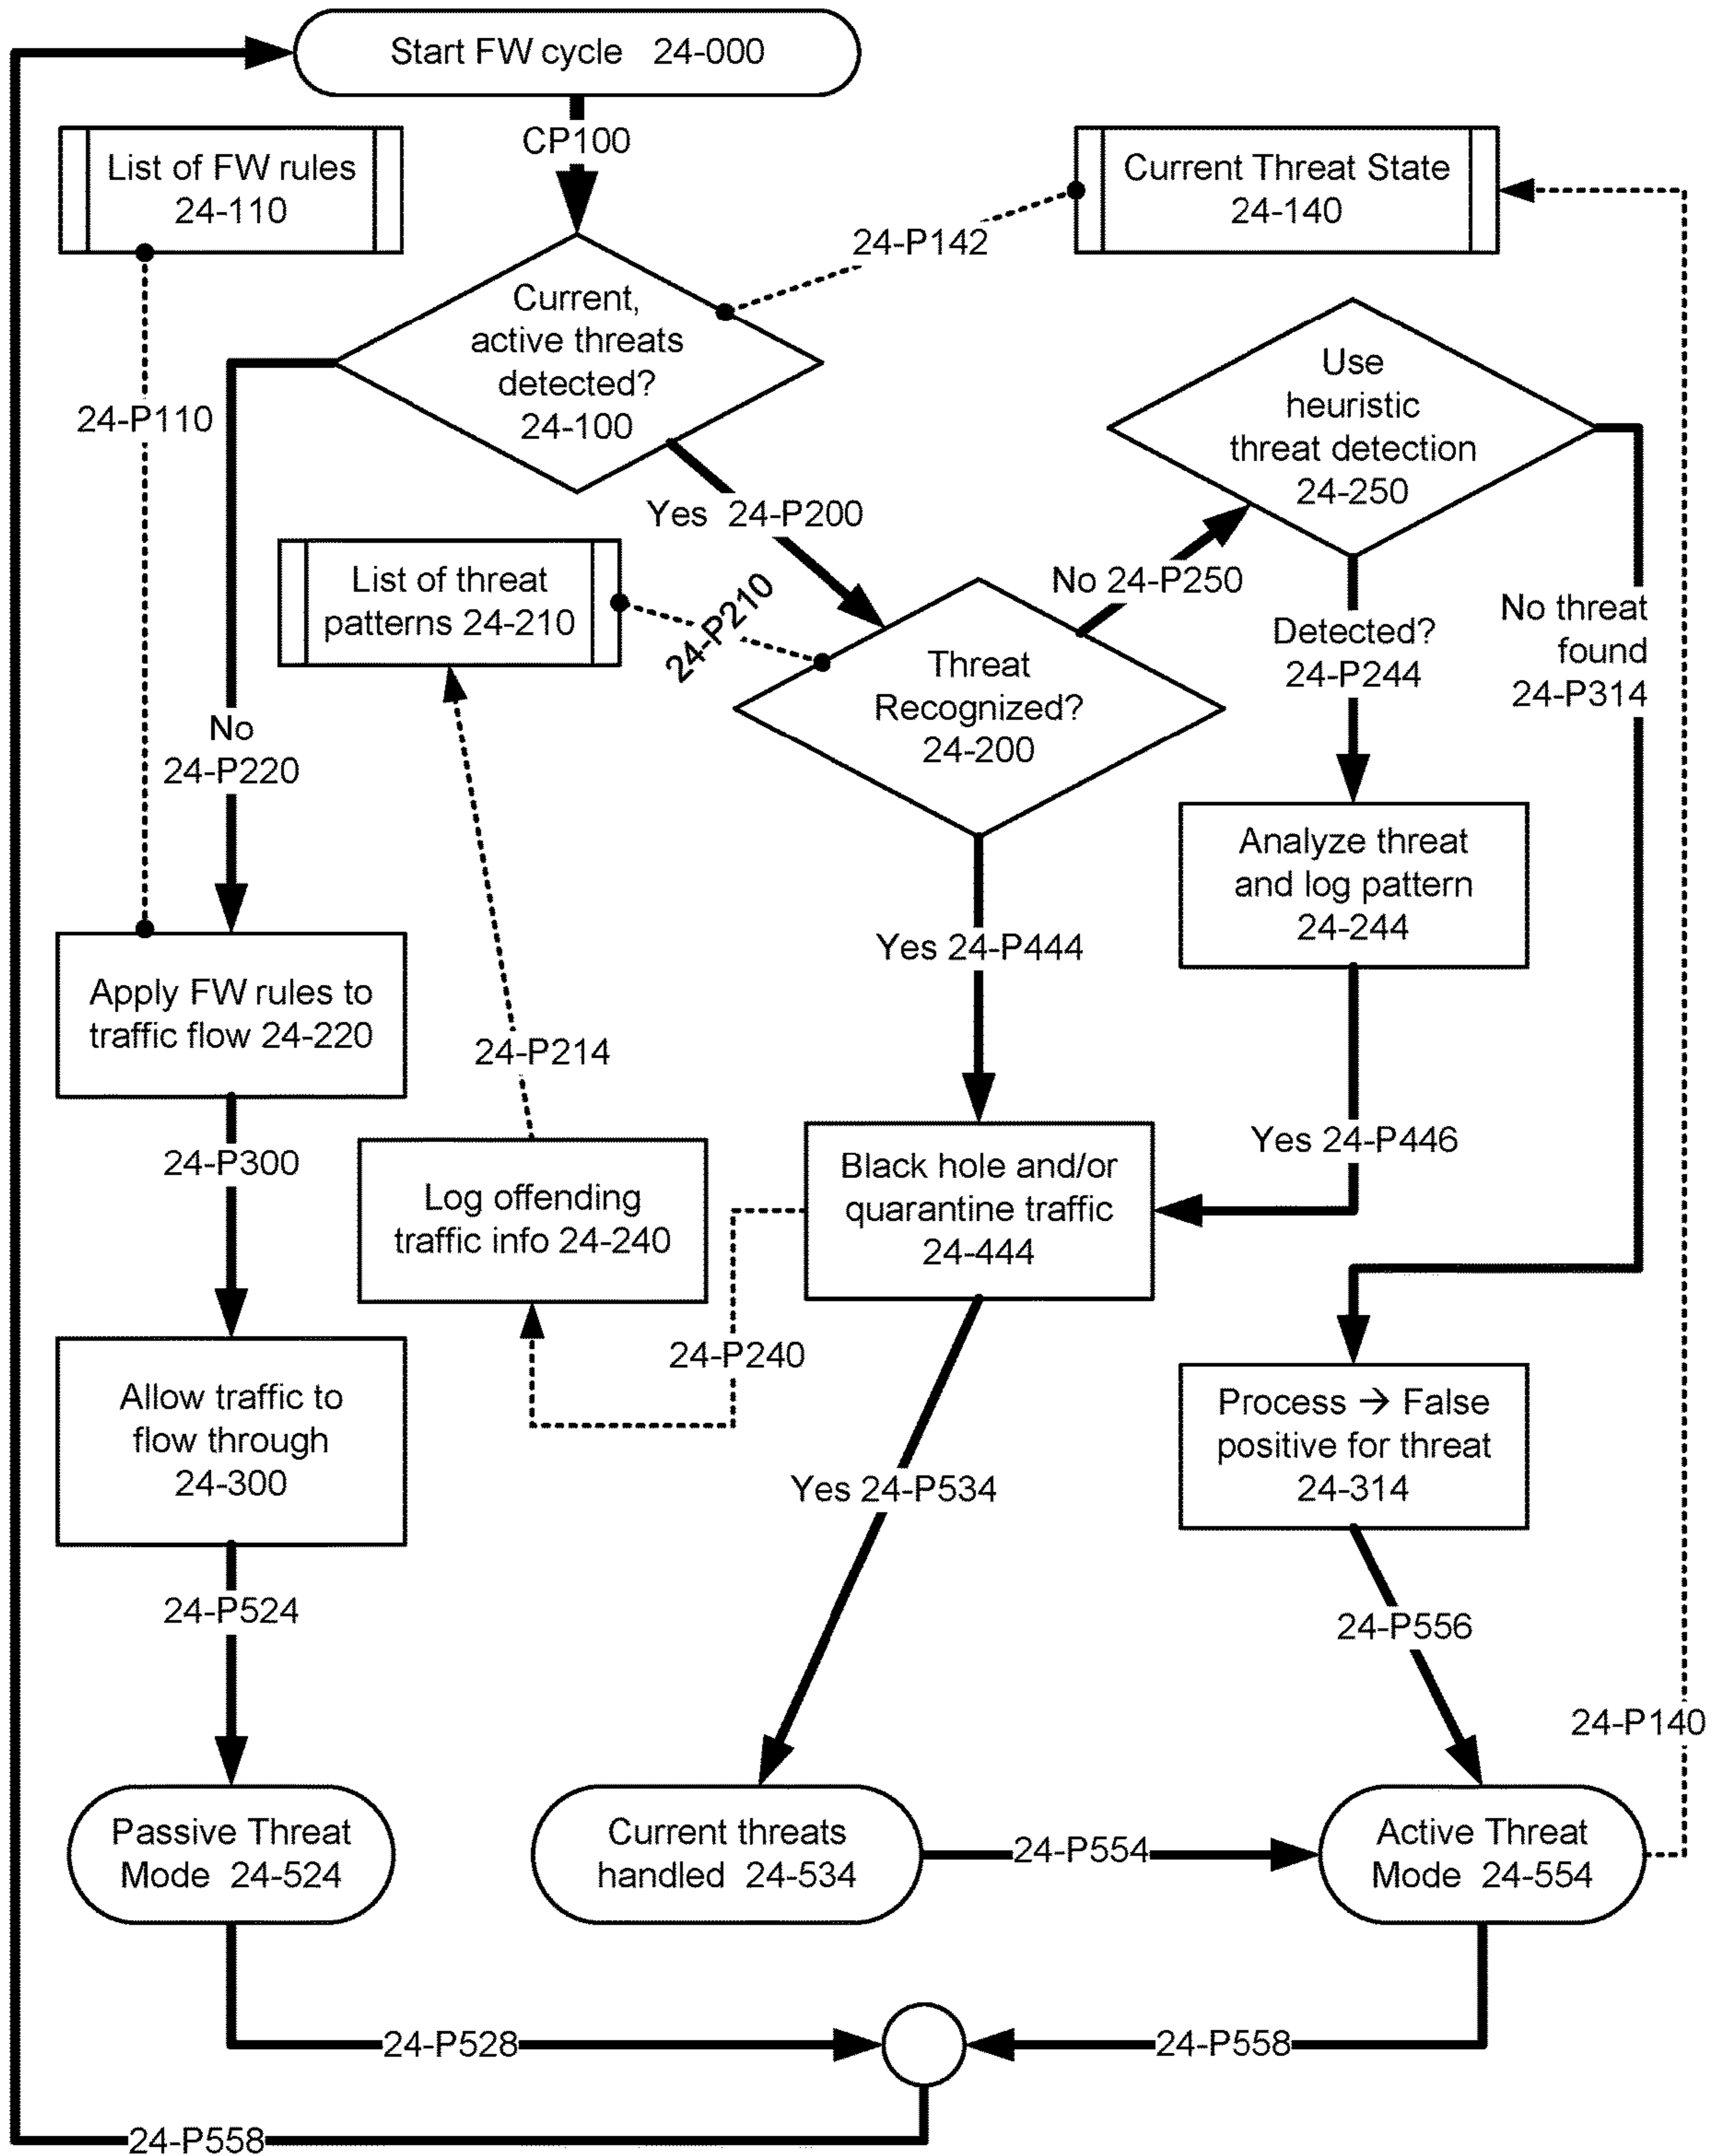 Start FW cycle 24-000
CP100
List of FW rules
24-110
Current Threat State
24-140
24-P142
Current,
active threats
detected?
24-100
Use
heuristic
threat detection
24-250
24-P110
Yes 24-P200
List of threat
patterns 24-210
24-P210
No 24-P250
No threat
found
24-P314
Detected?
24-P244
Threat
Recognized?
24-200
No
24-P220
Analyze threat
and log pattern
24-244
Yes 24-P444
Apply FW rules to
traffic flow 24-220
24-P214
24-P300
Log offending
traffic info 24-240
Black hole and/or
quarantine traffic
24-444
Yes 24-P446
24-P240
Allow traffic to
flow through
24-300
Process → False
positive for threat
24-314
Yes 24-P534
24-P524
24-P556
24-P140
Passive Threat
Mode 24-524
Current threats
handled 24-534
24-P554
Active Threat
Mode 24-554
24-P528
24-P558
24-P558